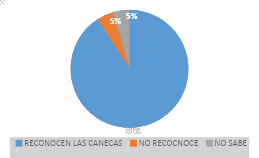 5%
5%
RECONOCEN LAS CANECAS
NO RECOCNOCE
NO SABE